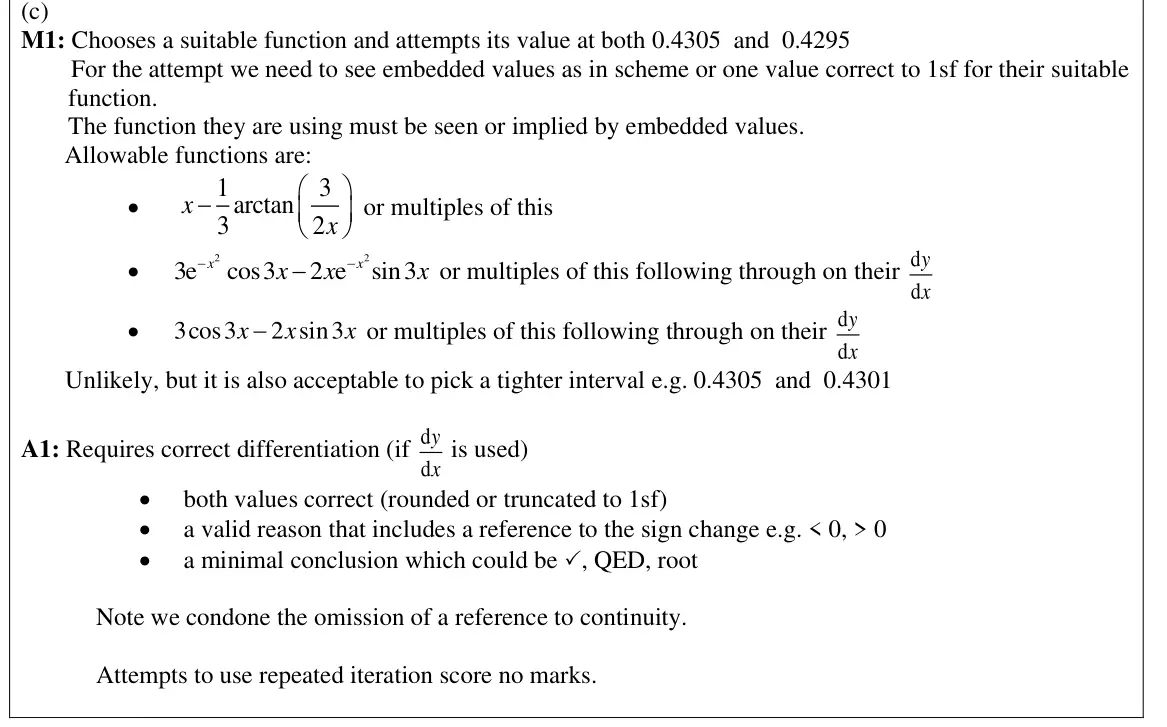 (c)
M1: Chooses a suitable function and attempts its value at both 0.4305 and 0.4295
For the attempt we need to see embedded values as in scheme or one value correct to 1sf for their suitable
function.
The function they are using must be seen or implied by embedded values.
Allowable functions are:
• x − 1/3 arctan(3/2x) or multiples of this
• 3e^{−x²} cos3x − 2xe^{−x²} sin3x or multiples of this following through on their dy/dx
• 3cos3x − 2x sin3x or multiples of this following through on their dy/dx
Unlikely, but it is also acceptable to pick a tighter interval e.g. 0.4305 and 0.4301
A1: Requires correct differentiation (if dy/dx is used)
• both values correct (rounded or truncated to 1sf)
• a valid reason that includes a reference to the sign change e.g. < 0, > 0
• a minimal conclusion which could be ✓, QED, root
Note we condone the omission of a reference to continuity.
Attempts to use repeated iteration score no marks.